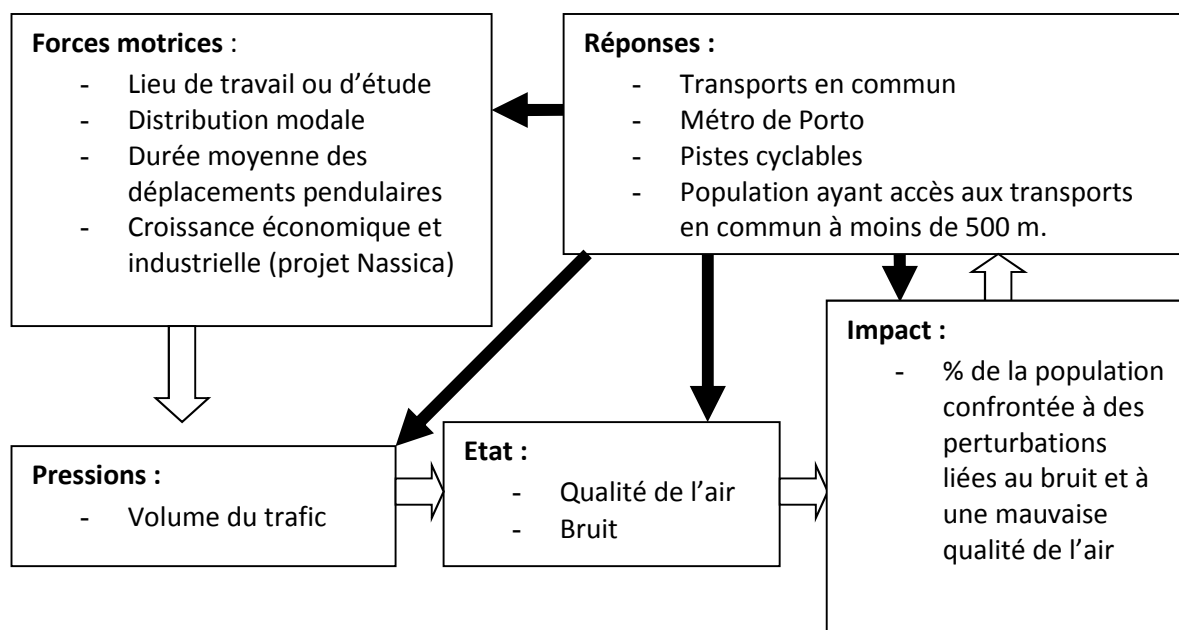 Forces motrices :
- Lieu de travail ou d’étude
- Distribution modale
- Durée moyenne des
déplacements pendulaires
- Croissance économique et
industrielle (projet Nassica)
Réponses :
- Transports en commun
- Métro de Porto
- Pistes cyclables
- Population ayant accès aux transports
en commun à moins de 500 m.
Pressions :
- Volume du trafic
Etat :
- Qualité de l’air
- Bruit
Impact :
- % de la population
confrontée à des
perturbations
liées au bruit et à
une mauvaise
qualité de l’air